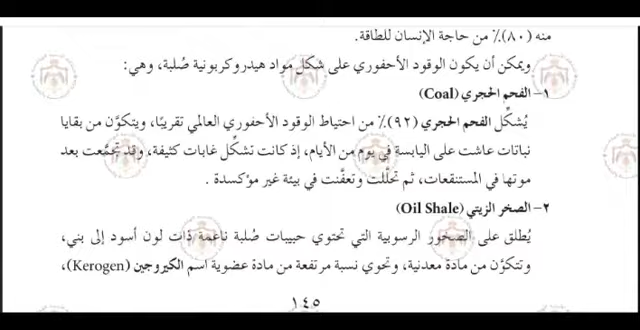 منه (٨٠)٪ من حاجة الإنسان للطاقة.
ويمكن أن يكون الوقود الأحفوري على شكل مواد هيدروكربونية صُلبة، وهي:
١- الفحم الحجري (Coal)
يُشكِّل الفحم الحجري (٩٢)٪ من احتياط الوقود الأحفوري العالمي تقريبًا، ويتكوَّن من بقايا
نباتات عاشت على اليابسة في يوم من الأيام، إذ كانت تشكّل غابات كثيفة، وقد تجمَّعت بعد
موتها في المستنقعات، ثم تحلَّلت وتعفَّنت في بيئة غير مؤكسدة .
٢- الصخر الزيتي (Oil Shale)
يُطلق على الصخور الرسوبية التي تحتوي حبيبات صُلبة ناعمة ذات لون أسود إلى بني،
وتتكوَّن من مادة معدنية، وتحوي نسبة مرتفعة من مادة عضوية اسم الكيروجين (Kerogen)،
١٤٥